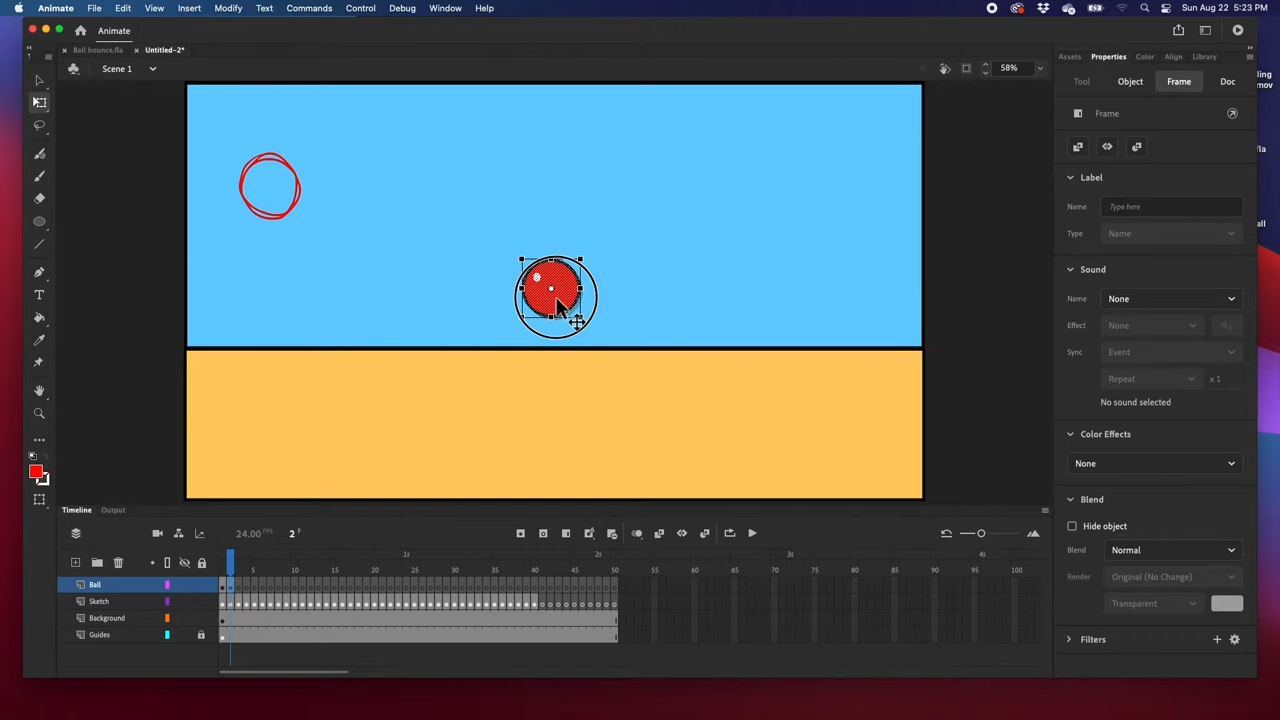 Animate File Edit View Insert Modify Text Commands Control Debug Window Help Sun Aug 22 5:23 PM
Animate
Ball bounce.fla Untitled-2*
Scene 1 58%
Assets Properties Color Align Library
Tool Object Frame Doc
Frame
Label
Name Type here
Type Name
Sound
Name None
Effect None
Sync Event
Repeat x 1
No sound selected
Color Effects
None
Blend
Hide object
Blend Normal
Render Original (No Change)
Transparent
Filters
Timeline Output
24.00 FPS 2 F
1s 2s 3s 4s
5 10 15 20 25 30 35 40 45 50 55 60 65 70 75 80 85 90 95 100
Ball
Sketch
Background
Guides